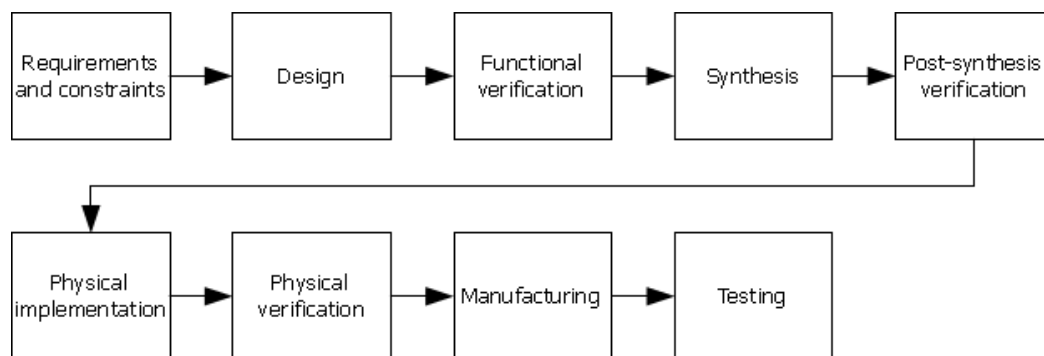 Requirements
and constraints
Design
Functional
verification
Synthesis
Post-synthesis
verification
Physical
implementation
Physical
verification
Manufacturing
Testing